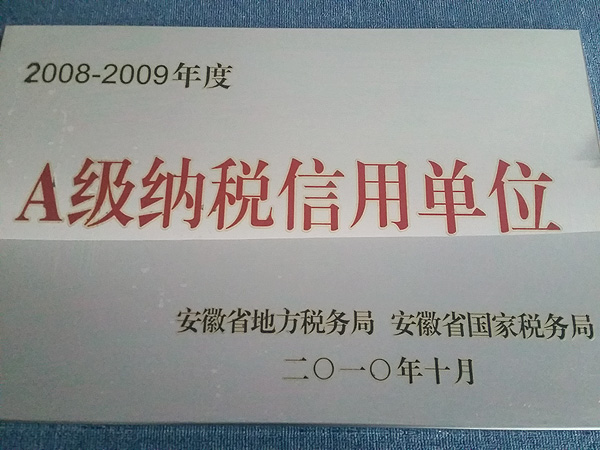 2008-2009年度
A级纳税信用单位
安徽省地方税务局 安徽省国家税务局
二〇一〇年十月